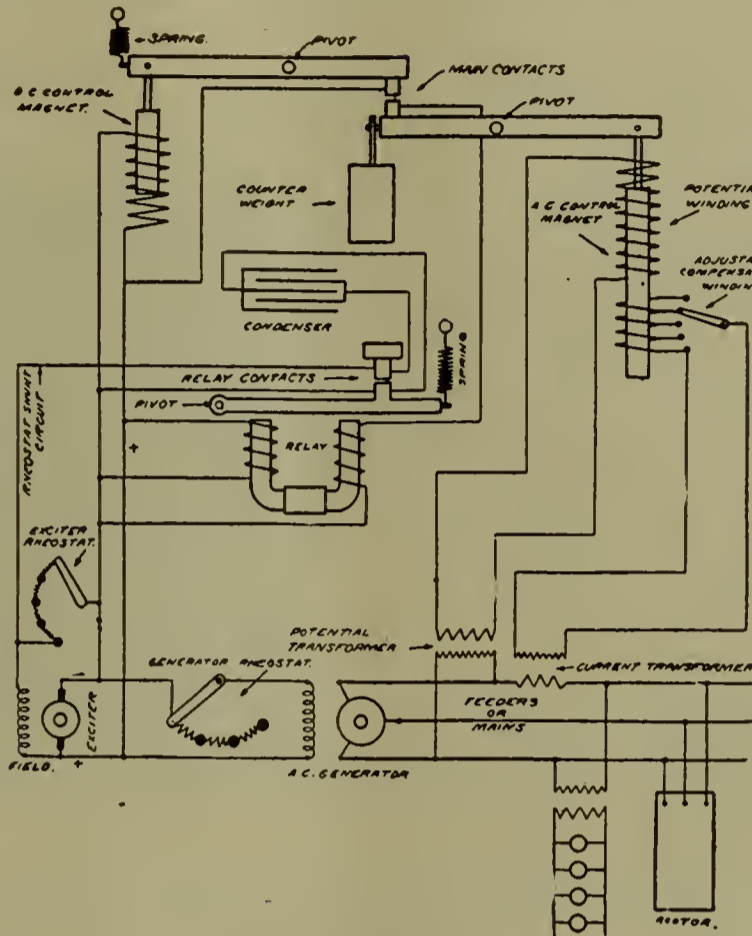 SPRING.
PIVOT
D C CONTROL
MAGNET.
MAIN CONTACTS
PIVOT
COUNTER
WEIGHT
A C CONTROL
MAGNET
POTENTIA
WINDING
ADJUSTA
COMPENSA
WINDIN
CONDENSER
RELAY CONTACTS
SPRING
PIVOT
RHEOSTAT SHUNT
CIRCUIT
+
RELAY
EXCITER
RHEOSTAT.
POTENTIAL
TRANSFORMER
CURRENT TRANSFORMER
GENERATOR RHEOSTAT.
-
EXCITER
FEEDERS
OR
MAINS
FIELD.
+
A.C. GENERATOR
MOTOR.